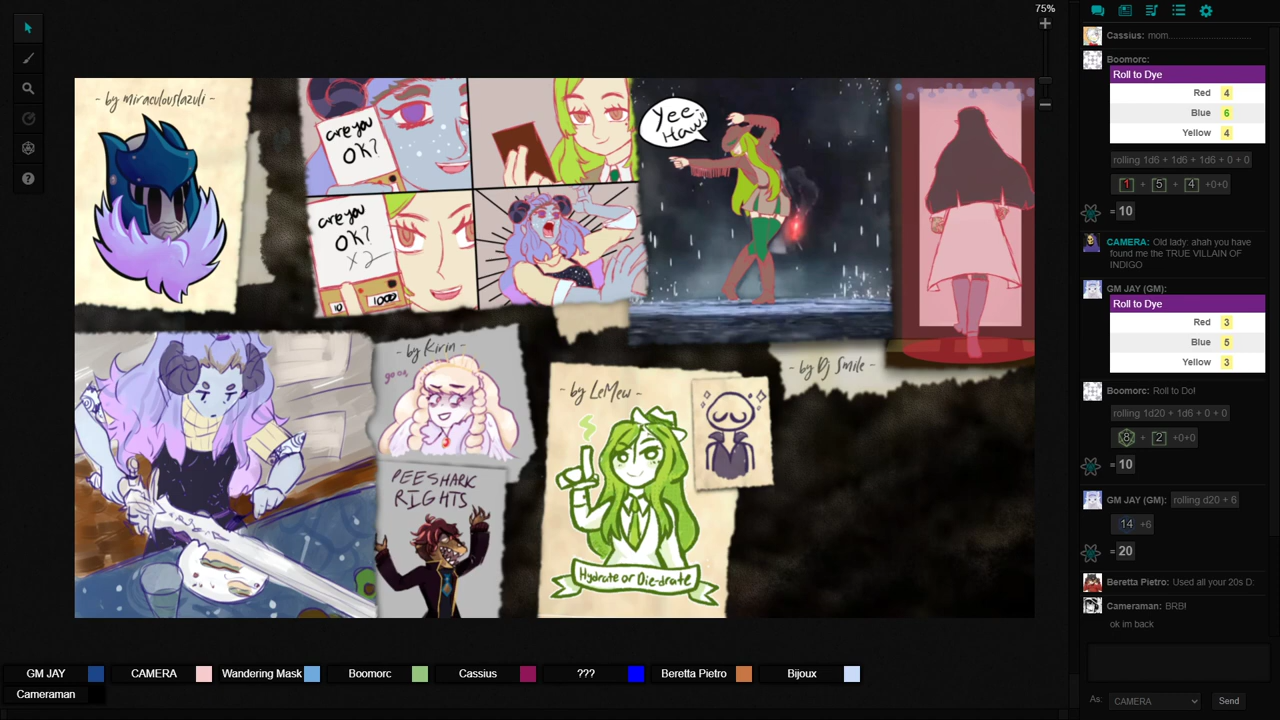 75%
- by miraculouslazuli -
are you
OK?
are you
OK?
x2
10
1000
Yee-
Haw!
- by Kirin -
PEESHARK
RIGHTS
- by LeMew -
Hydrate or Die-drate
- by Dj Smile -
Cassius: mom
Boomorc:
Roll to Dye
Red 4
Blue 6
Yellow 4
rolling 1d6 + 1d6 + 1d6 + 0 + 0
1 + 5 + 4 +0+0
= 10
CAMERA: Old lady: ahah you have
found me the TRUE VILLAIN OF
INDIGO
GM JAY (GM):
Roll to Dye
Red 3
Blue 5
Yellow 3
Boomorc: Roll to Do!
rolling 1d20 + 1d6 + 0 + 0
8 + 2 +0+0
= 10
GM JAY (GM): rolling d20 + 6
14 +6
= 20
Beretta Pietro: Used all your 20s D:
Cameraman: BRB!
ok im back
As: CAMERA Send
GM JAY CAMERA Wandering Mask Boomorc Cassius ??? Beretta Pietro Bijoux
Cameraman